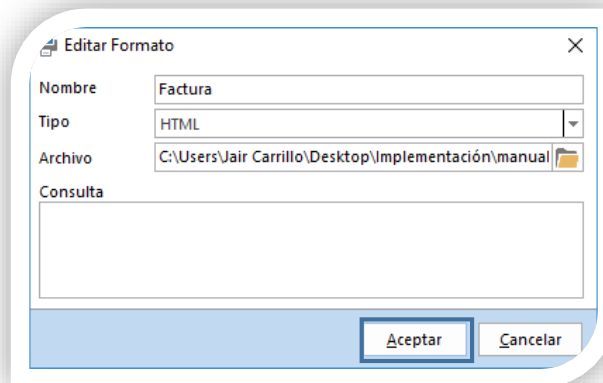 Editar Formato
Nombre Factura
Tipo HTML
Archivo C:\Users\Jair Carrillo\Desktop\Implementación\manual
Consulta
Aceptar Cancelar